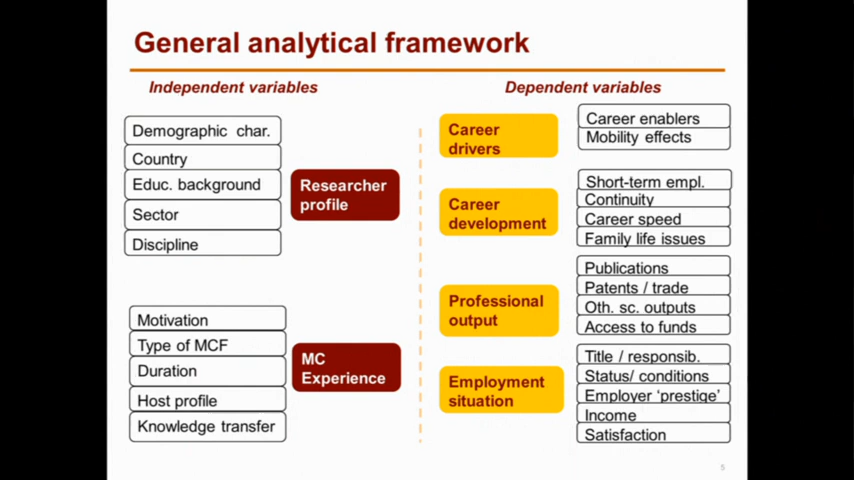 General analytical framework
Independent variables
Demographic char.
Country
Educ. background
Sector
Discipline
Researcher
profile
Motivation
Type of MCF
Duration
Host profile
Knowledge transfer
MC
Experience
Dependent variables
Career
drivers
Career enablers
Mobility effects
Career
development
Short-term empl.
Continuity
Career speed
Family life issues
Professional
output
Publications
Patents / trade
Oth. sc. outputs
Access to funds
Employment
situation
Title / responsib.
Status/ conditions
Employer ‘prestige’
Income
Satisfaction
5